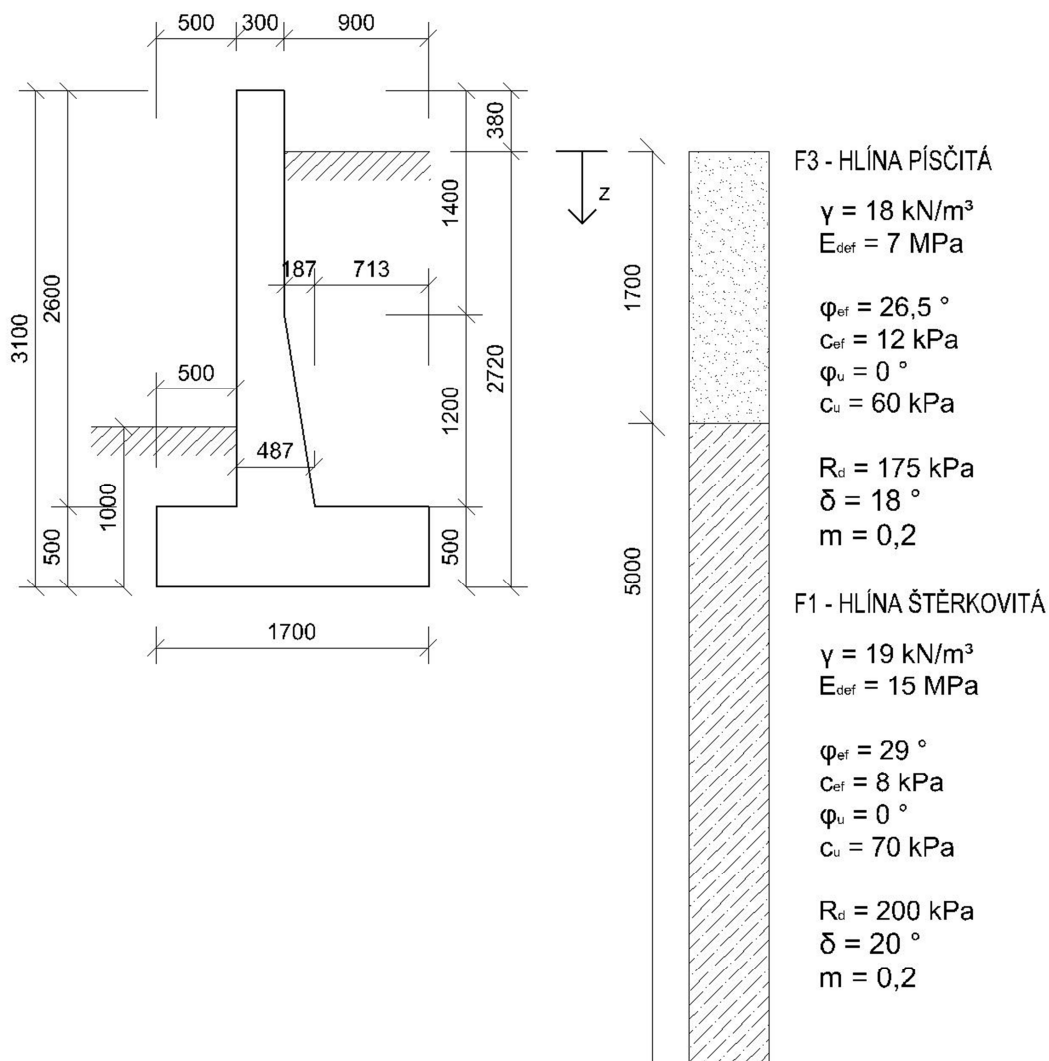 500
300
900
380
1400
187
713
3100
2600
2720
1200
500
487
1000
500
500
1700
z
1700
5000
F3 - HLÍNA PÍSČITÁ
γ = 18 kN/m³
Edef = 7 MPa
φef = 26,5 °
cef = 12 kPa
φu = 0 °
cu = 60 kPa
Rd = 175 kPa
δ = 18 °
m = 0,2
F1 - HLÍNA ŠTĚRKOVITÁ
γ = 19 kN/m³
Edef = 15 MPa
φef = 29 °
cef = 8 kPa
φu = 0 °
cu = 70 kPa
Rd = 200 kPa
δ = 20 °
m = 0,2